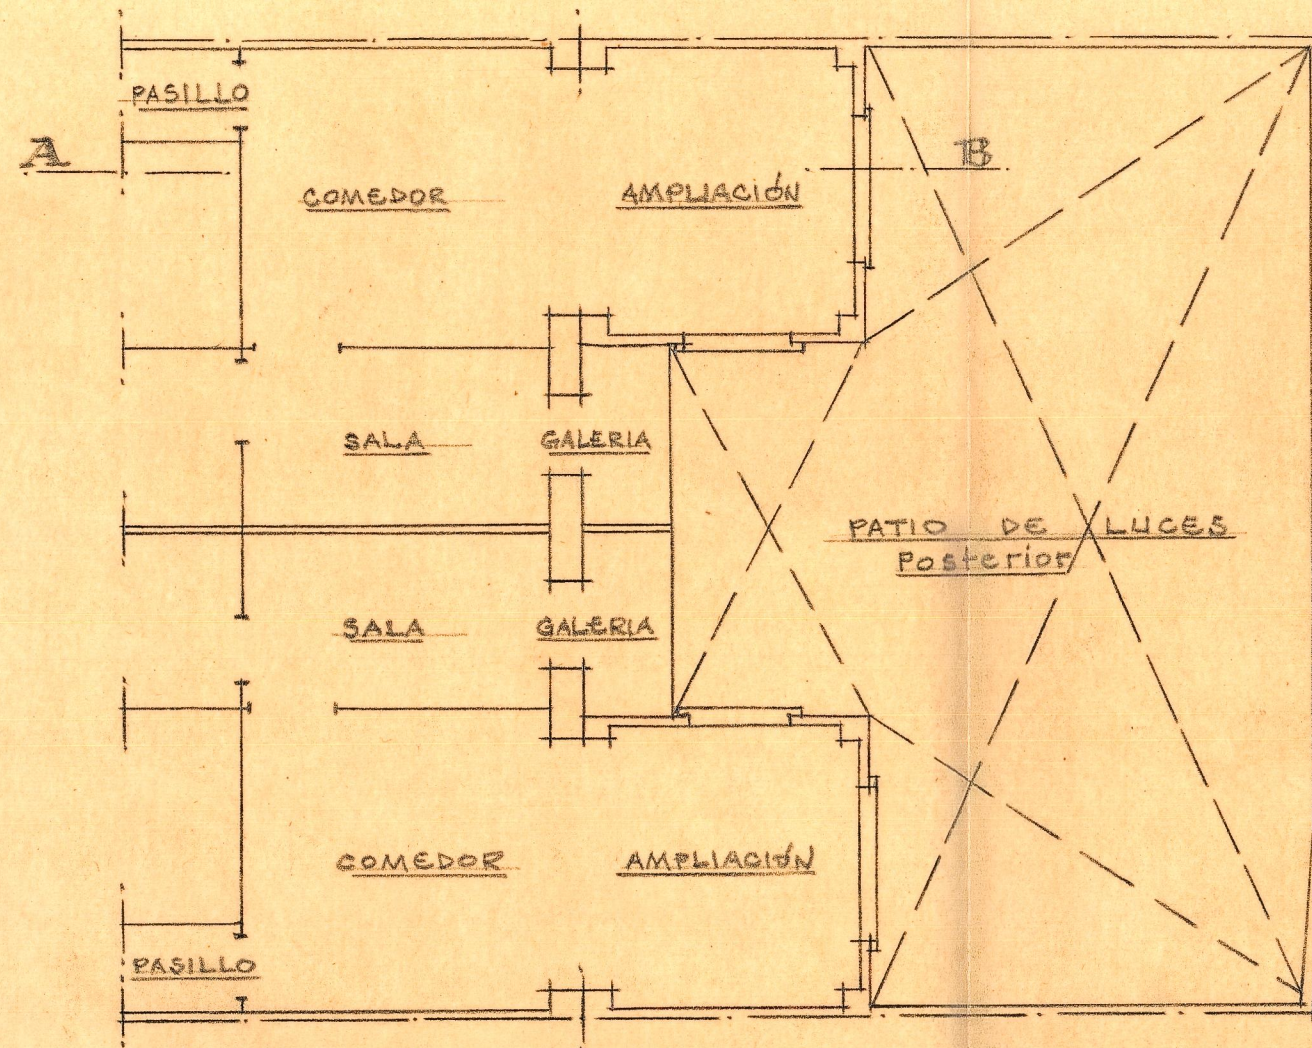 PASILLO
A
B
COMEDOR
AMPLIACIÓN
SALA
GALERIA
PATIO DE LUCES
Posterior
SALA
GALERIA
COMEDOR
AMPLIACIÓN
PASILLO